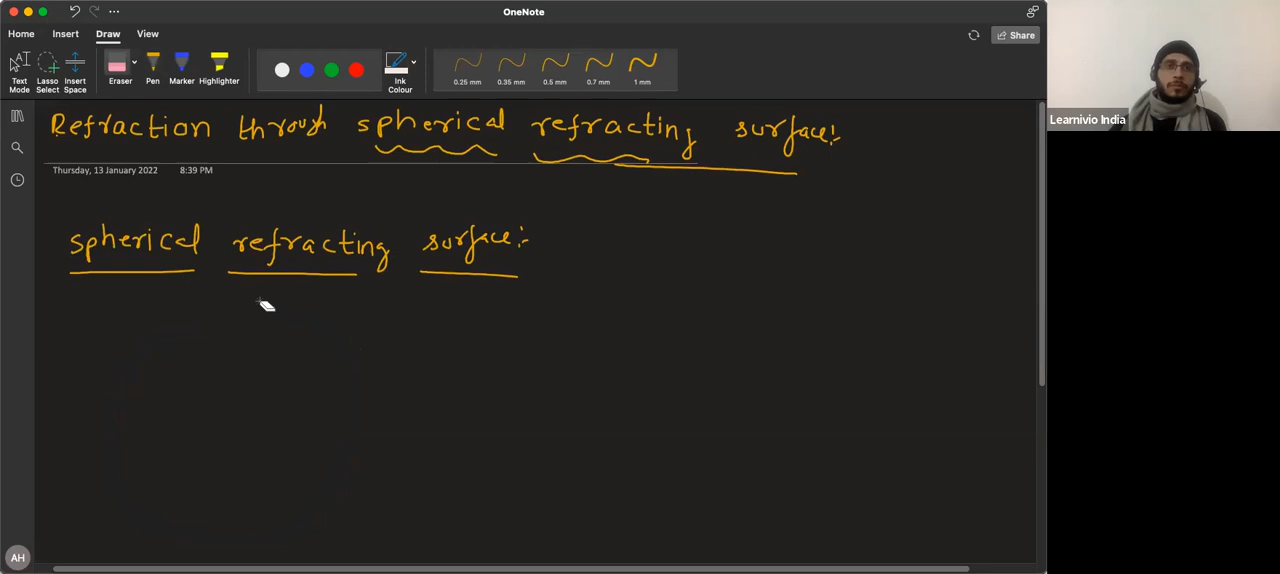 OneNote
Home Insert Draw View
Share
Text Mode
Lasso Select
Insert Space
Eraser
Pen
Marker
Highlighter
Ink Colour
0.25 mm 0.35 mm 0.5 mm 0.7 mm 1 mm
Learnivio India
Refraction through spherical refracting surface:-
Thursday, 13 January 2022 8:39 PM
spherical refracting surface:-
AH